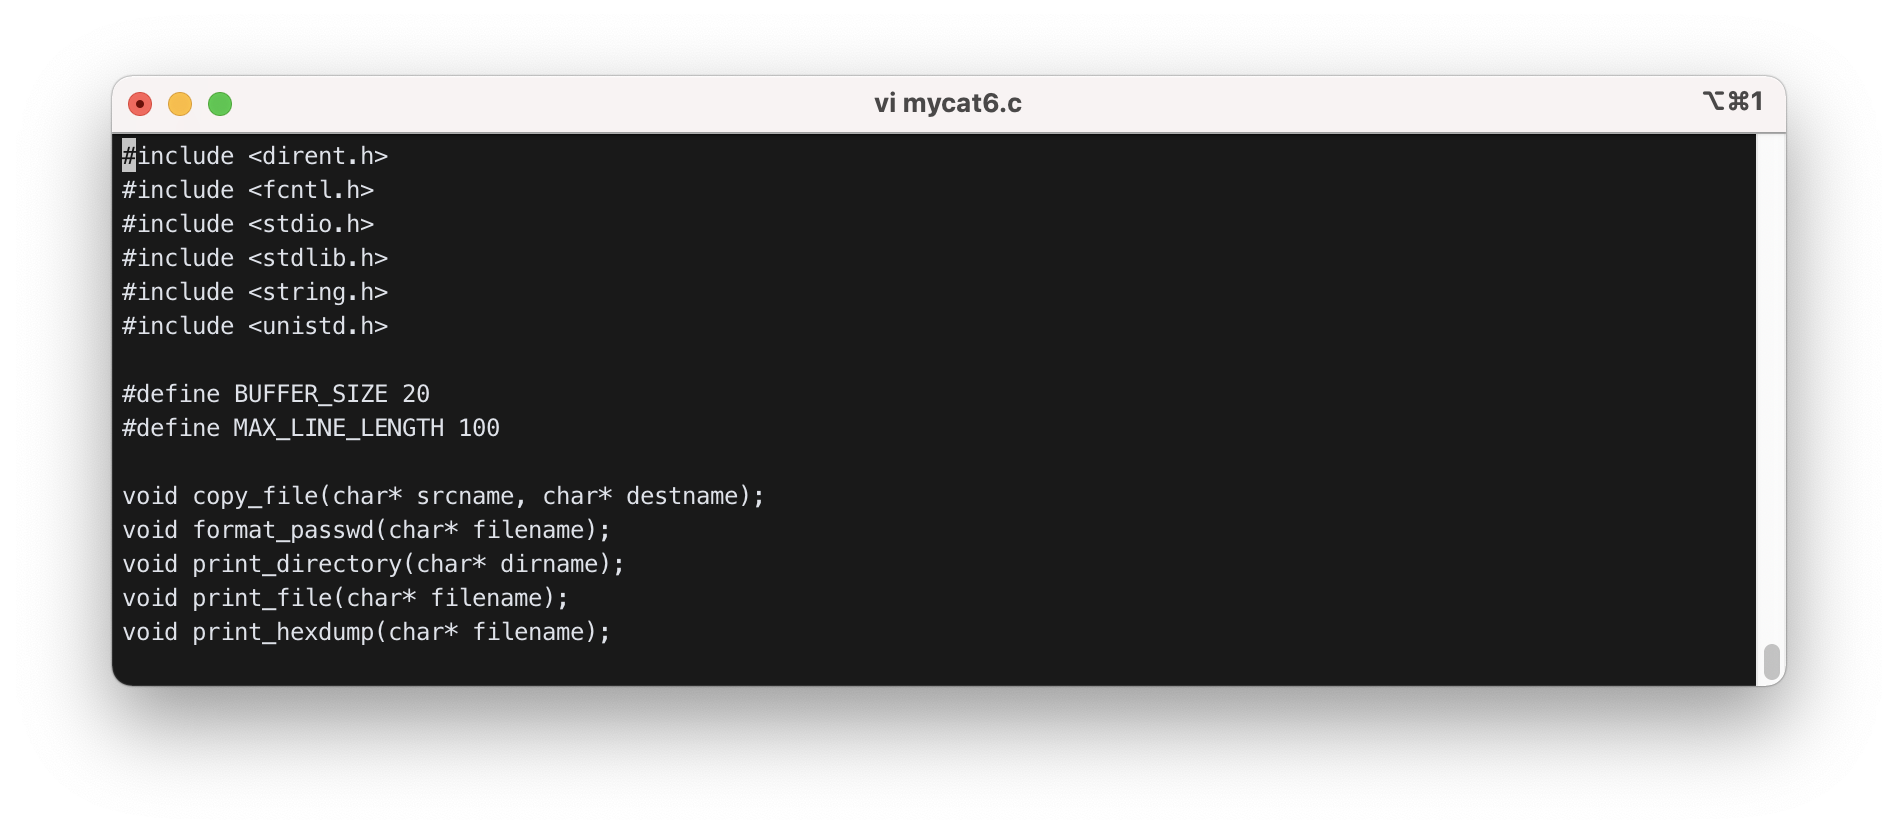 vi mycat6.c
⌥⌘1
#include <dirent.h>
#include <fcntl.h>
#include <stdio.h>
#include <stdlib.h>
#include <string.h>
#include <unistd.h>
#define BUFFER_SIZE 20
#define MAX_LINE_LENGTH 100
void copy_file(char* srcname, char* destname);
void format_passwd(char* filename);
void print_directory(char* dirname);
void print_file(char* filename);
void print_hexdump(char* filename);